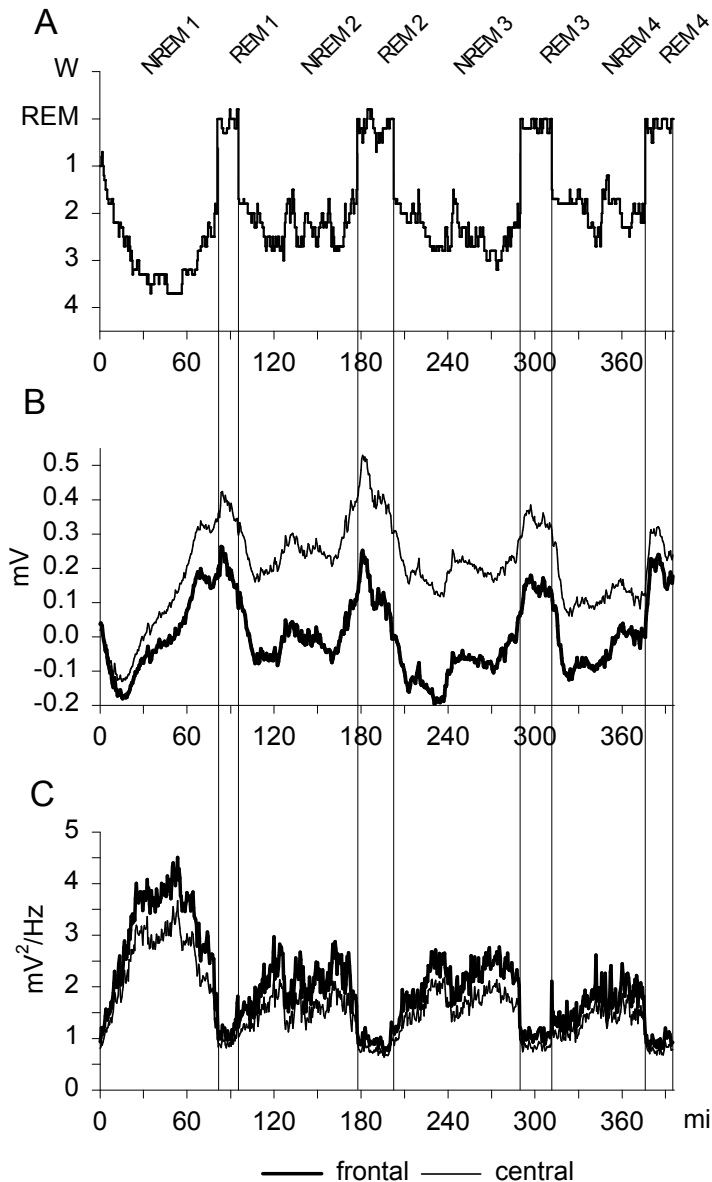 A
NREM 1 REM 1 NREM 2 REM 2 NREM 3 REM 3 NREM 4 REM 4
W
REM
1
2
3
4
0 60 120 180 240 300 360
B
0.5
0.4
0.3
0.2
0.1
0.0
-0.1
-0.2
mV
0 60 120 180 240 300 360
C
5
4
3
2
1
0
mV²/Hz
0 60 120 180 240 300 360 mi
frontal central